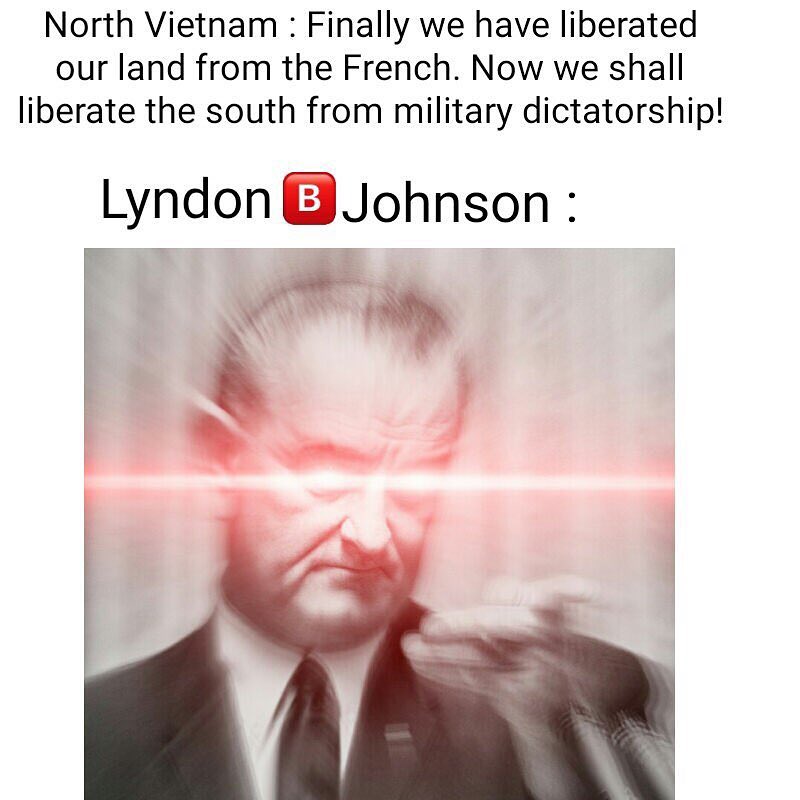 North Vietnam : Finally we have liberated
our land from the French. Now we shall
liberate the south from military dictatorship!
Lyndon 🅱 Johnson :